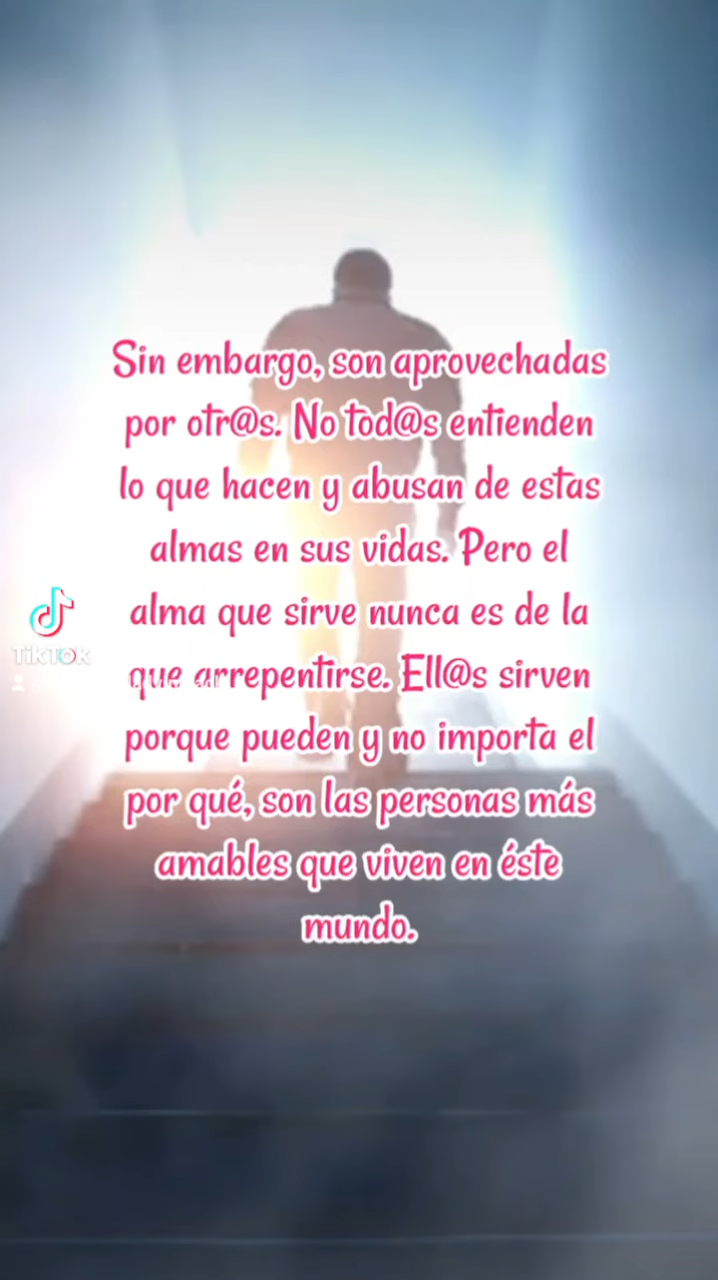 Sin embargo, son aprovechadas
por otr@s. No tod@s entienden
lo que hacen y abusan de estas
almas en sus vidas. Pero el
alma que sirve nunca es de la
que arrepentirse. Ell@s sirven
porque pueden y no importa el
por qué, son las personas más
amables que viven en éste
mundo.
TikTok